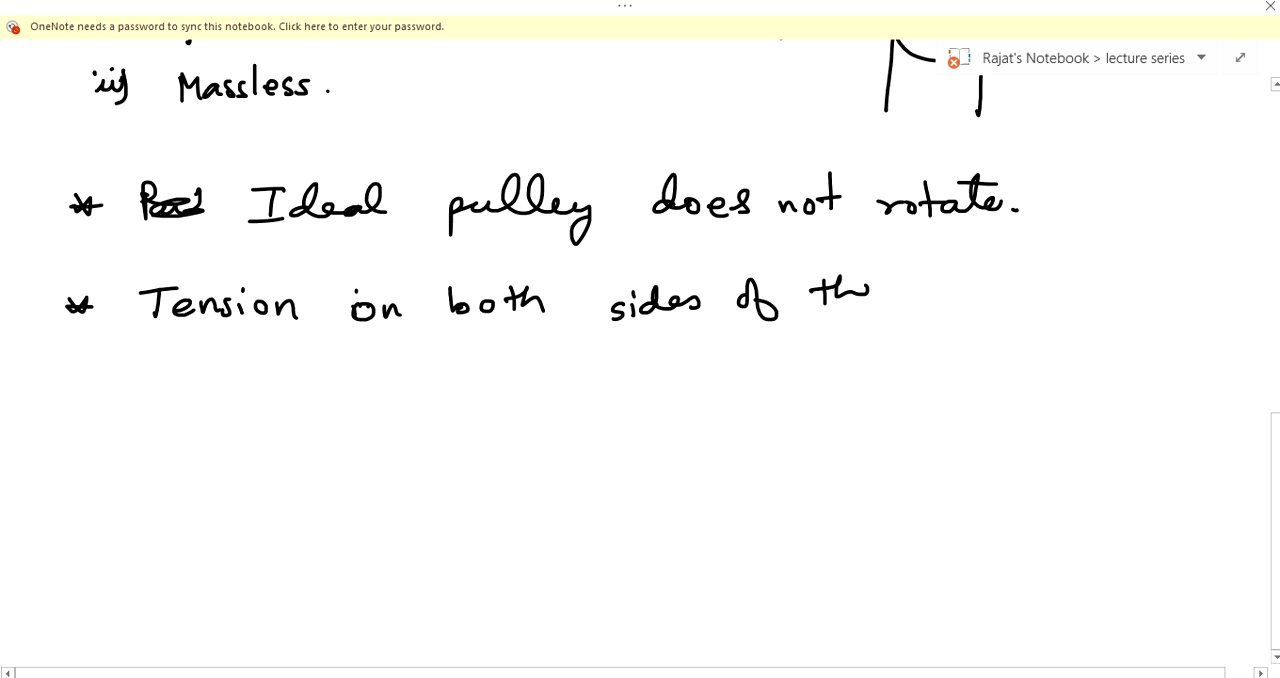 OneNote needs a password to sync this notebook. Click here to enter your password.
Rajat's Notebook > lecture series
ii) Massless.
* Ideal pulley does not rotate.
* Tension on both sides of th